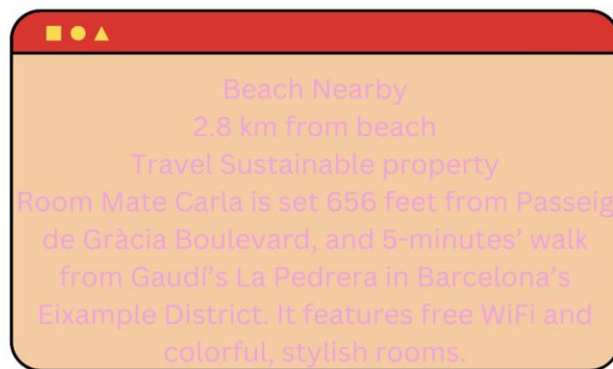 Beach Nearby
2.8 km from beach
Travel Sustainable property
Room Mate Carla is set 656 feet from Passeig
de Gràcia Boulevard, and 5-minutes’ walk
from Gaudí’s La Pedrera in Barcelona’s
Eixample District. It features free WiFi and
colorful, stylish rooms.